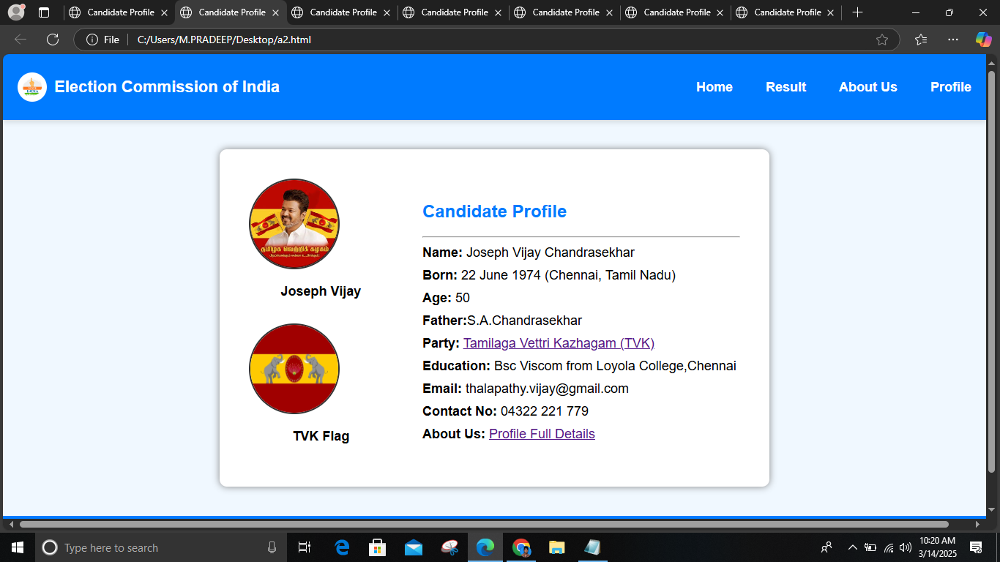 Candidate Profile
Candidate Profile
Candidate Profile
Candidate Profile
Candidate Profile
Candidate Profile
Candidate Profile
File
C:/Users/M.PRADEEP/Desktop/a2.html
INDIA
Election Commission of India
Home
Result
About Us
Profile
தமிழக வெற்றிக் கழகம்
Joseph Vijay
TVK Flag
Candidate Profile
Name: Joseph Vijay Chandrasekhar
Born: 22 June 1974 (Chennai, Tamil Nadu)
Age: 50
Father:S.A.Chandrasekhar
Party: Tamilaga Vettri Kazhagam (TVK)
Education: Bsc Viscom from Loyola College,Chennai
Email: thalapathy.vijay@gmail.com
Contact No: 04322 221 779
About Us: Profile Full Details
Type here to search
10:20 AM
3/14/2025